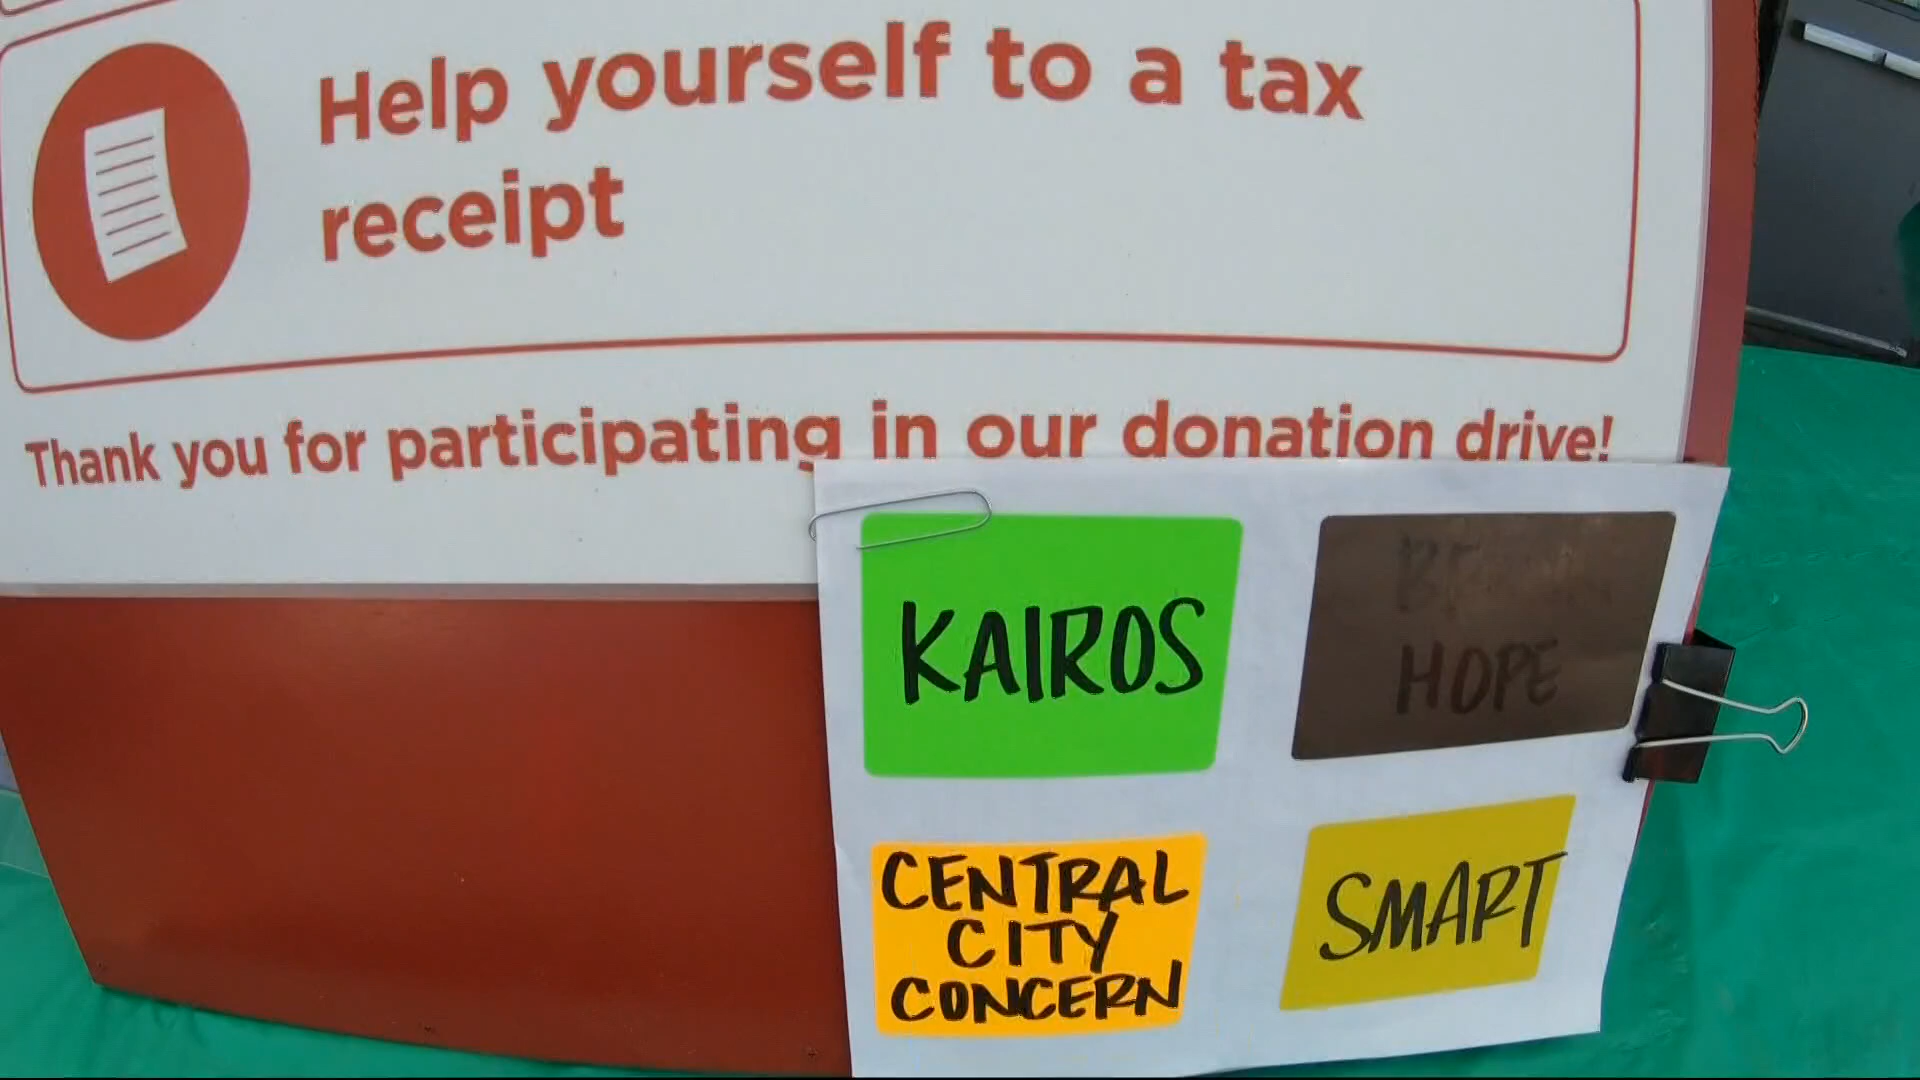 Help yourself to a tax
receipt
Thank you for participating in our donation drive!
KAIROS
HOPE
CENTRAL
CITY
CONCERN
SMART